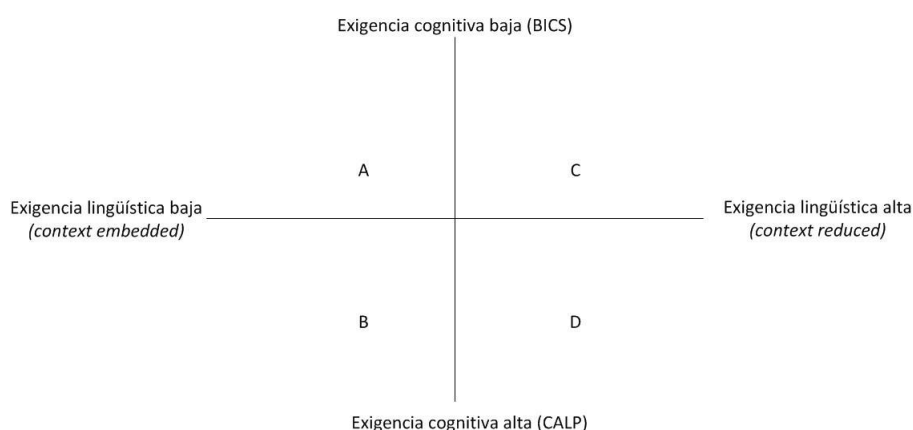 Exigencia cognitiva baja (BICS)
A
C
Exigencia lingüística baja
(context embedded)
Exigencia lingüística alta
(context reduced)
B
D
Exigencia cognitiva alta (CALP)